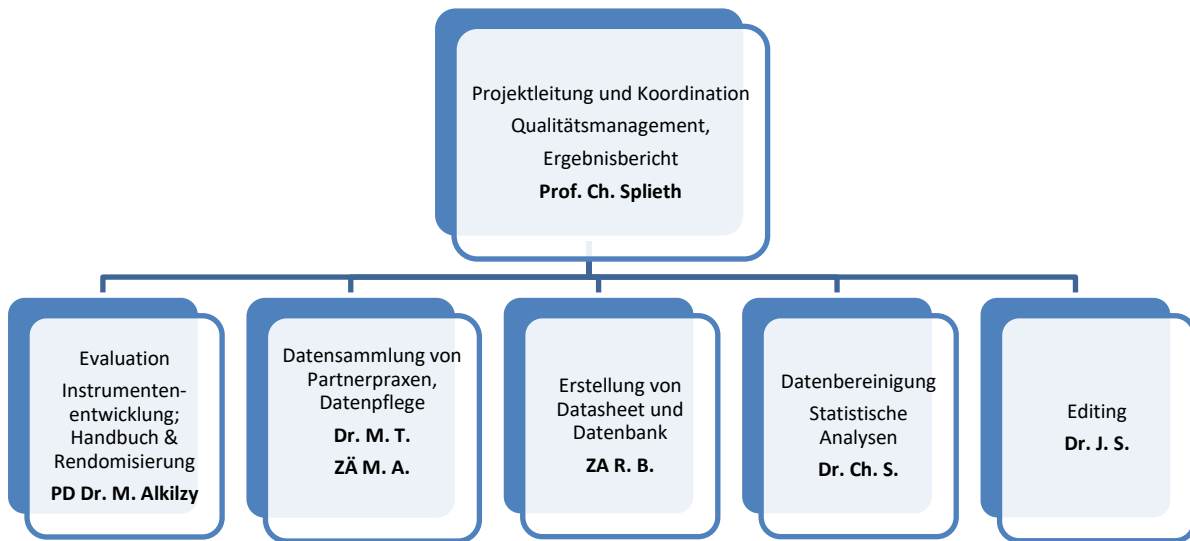 Projektleitung und Koordination
Qualitätsmanagement,
Ergebnisbericht
Prof. Ch. Splieth
Evaluation
Instrumenten-
entwicklung;
Handbuch &
Rendomisierung
PD Dr. M. Alkilzy
Datensammlung von
Partnerpraxen,
Datenpflege
Dr. M. T.
ZÄ M. A.
Erstellung von
Datasheet und
Datenbank
ZA R. B.
Datenbereinigung
Statistische
Analysen
Dr. Ch. S.
Editing
Dr. J. S.